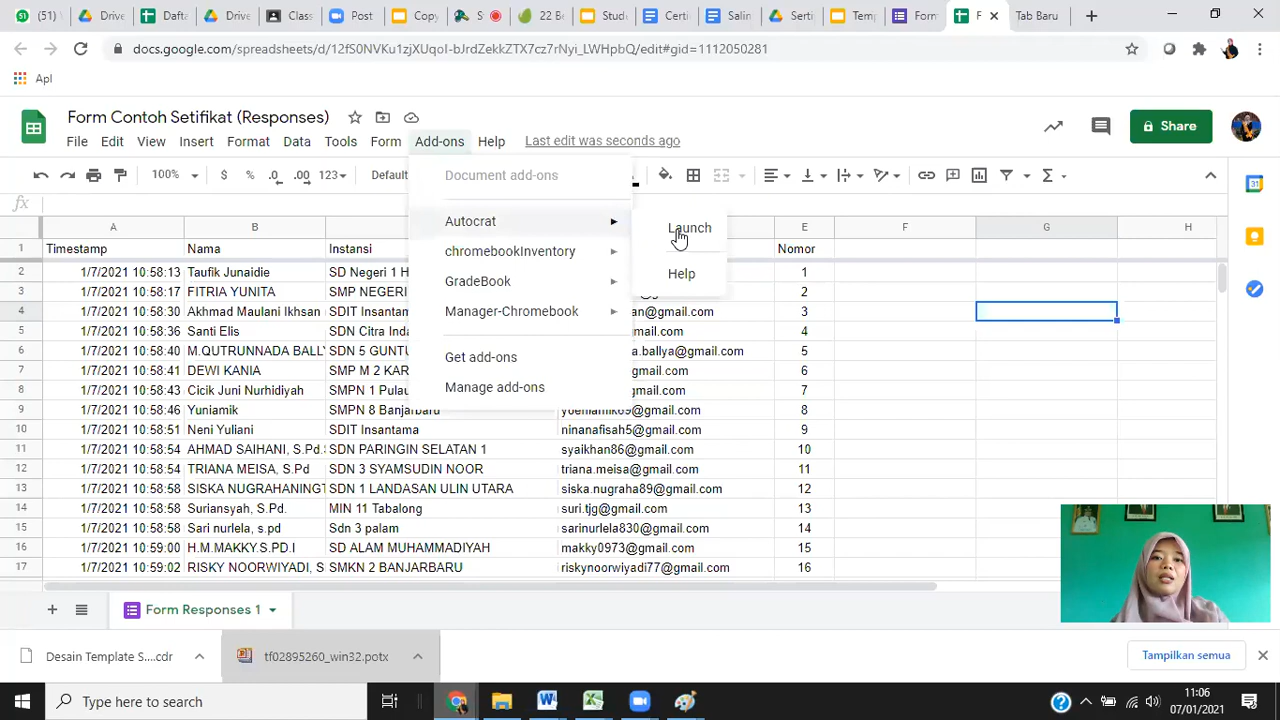 (51)
Drive
Dafta
Drive
Class
Post
Copy
S
22 B
Stud
Certi
Salin
Serti
Temp
Form
F
Tab Baru
docs.google.com/spreadsheets/d/12fS0NVKu1zjXUqoI-bJrdZekkZTX7cz7rNyi_LWHpbQ/edit#gid=1112050281
Apl
Form Contoh Setifikat (Responses)
Share
File Edit View Insert Format Data Tools Form Add-ons Help Last edit was seconds ago
100% $ % .0 .00 123 Default
Document add-ons
Autocrat
Launch
chromebookInventory
Help
GradeBook
Manager-Chromebook
Get add-ons
Manage add-ons
fx
A B E F G H
1 Timestamp Nama Instansi Nomor
2 1/7/2021 10:58:13 Taufik Junaidie SD Negeri 1 H 1
3 1/7/2021 10:58:17 FITRIA YUNITA SMP NEGERI 2
4 1/7/2021 10:58:30 Akhmad Maulani Ikhsan SDIT Insantam an@gmail.com 3
5 1/7/2021 10:58:36 Santi Elis SDN Citra Inda mail.com 4
6 1/7/2021 10:58:40 M.QUTRUNNADA BALLY SDN 5 GUNTU a.ballya@gmail.com 5
7 1/7/2021 10:58:41 DEWI KANIA SMP M 2 KAR gmail.com 6
8 1/7/2021 10:58:43 Cicik Juni Nurhidiyah SMPN 1 Pulau mail.com 7
9 1/7/2021 10:58:46 Yuniamik SMPN 8 Banjarbaru yoeniamik69@gmail.com 8
10 1/7/2021 10:58:51 Neni Yuliani SDIT Insantama ninanafisah5@gmail.com 9
11 1/7/2021 10:58:54 AHMAD SAIHANI, S.Pd. SDN PARINGIN SELATAN 1 syaikhan86@gmail.com 10
12 1/7/2021 10:58:54 TRIANA MEISA, S.Pd SDN 3 SYAMSUDIN NOOR triana.meisa@gmail.com 11
13 1/7/2021 10:58:58 SISKA NUGRAHANINGT SDN 1 LANDASAN ULIN UTARA siska.nugraha89@gmail.com 12
14 1/7/2021 10:58:58 Suriansyah, S.Pd. MIN 11 Tabalong suri.tjg@gmail.com 13
15 1/7/2021 10:58:58 Sari nurlela, s.pd Sdn 3 palam sarinurlela830@gmail.com 14
16 1/7/2021 10:59:00 H.M.MAKKY.S.PD.I SD ALAM MUHAMMADIYAH makky0973@gmail.com 15
17 1/7/2021 10:59:02 RISKY NOORWIYADI, S SMKN 2 BANJARBARU riskynoorwiyadi77@gmail.com 16
Form Responses 1
Desain Template S....cdr
tf02895260_win32.potx
Tampilkan semua
Type here to search
11:06
07/01/2021